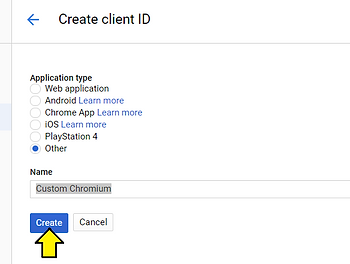 Create client ID
Application type
Web application
Android Learn more
Chrome App Learn more
iOS Learn more
PlayStation 4
Other
Name
Custom Chromium
Create Cancel